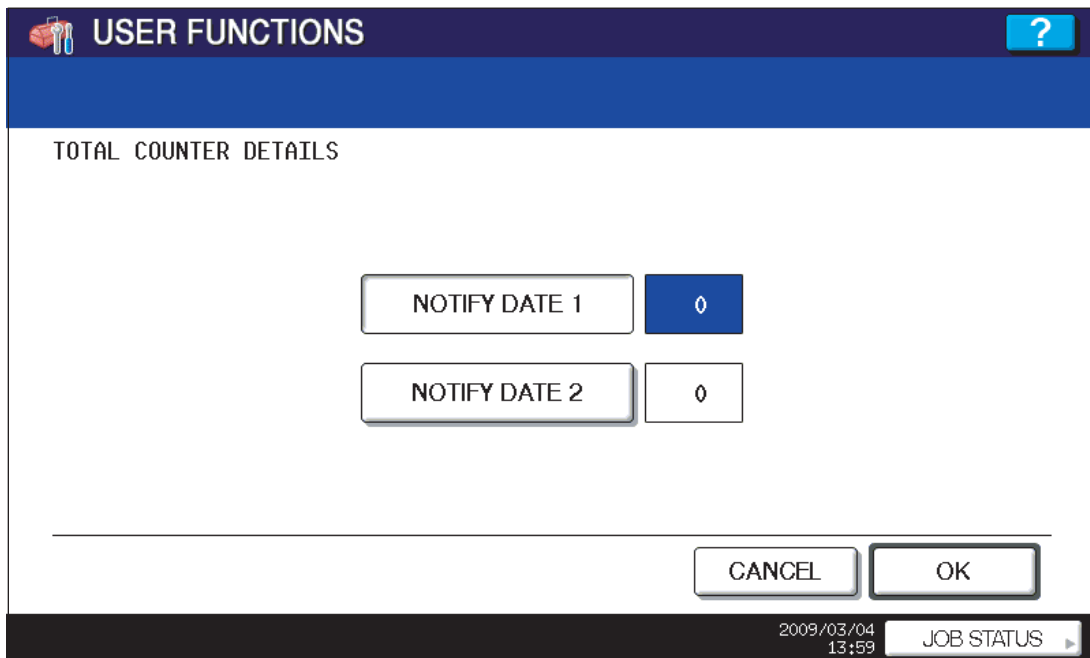 USER FUNCTIONS
?
TOTAL COUNTER DETAILS
NOTIFY DATE 1 0
NOTIFY DATE 2 0
CANCEL OK
2009/03/04
13:59
JOB STATUS